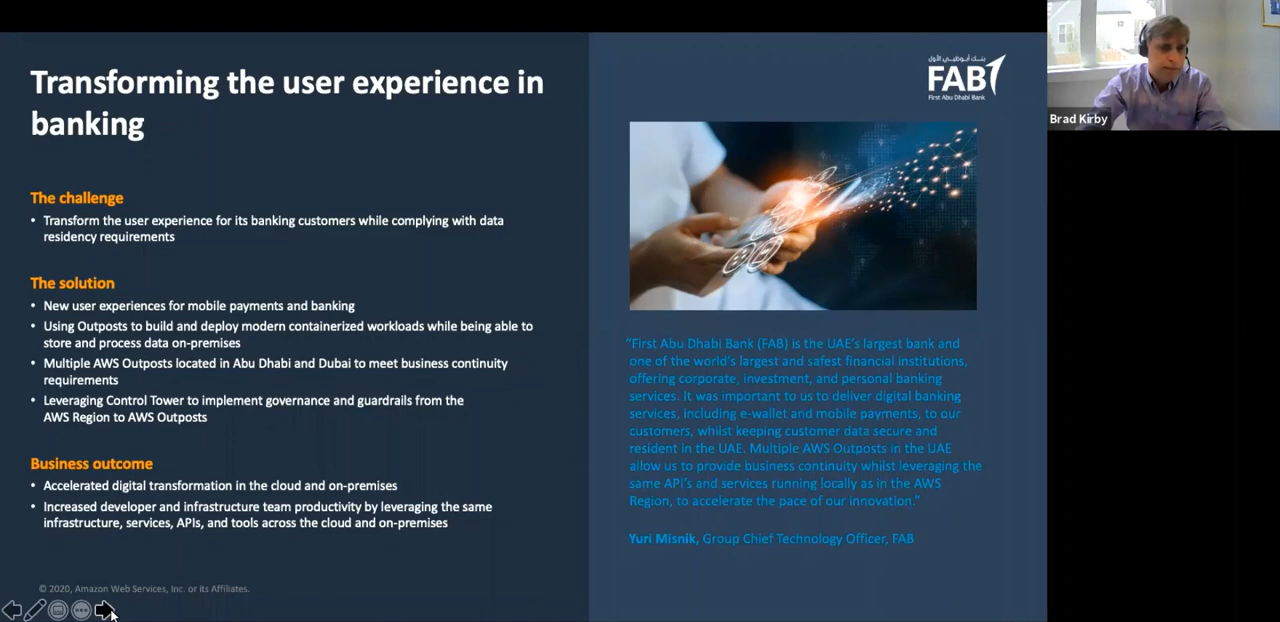 Transforming the user experience in
banking
The challenge
• Transform the user experience for its banking customers while complying with data
residency requirements
The solution
• New user experiences for mobile payments and banking
• Using Outposts to build and deploy modern containerized workloads while being able to
store and process data on-premises
• Multiple AWS Outposts located in Abu Dhabi and Dubai to meet business continuity
requirements
• Leveraging Control Tower to implement governance and guardrails from the
AWS Region to AWS Outposts
Business outcome
• Accelerated digital transformation in the cloud and on-premises
• Increased developer and infrastructure team productivity by leveraging the same
infrastructure, services, APIs, and tools across the cloud and on-premises
© 2020, Amazon Web Services, Inc. or its Affiliates.
بنك أبوظبي الأول
FAB
First Abu Dhabi Bank
“First Abu Dhabi Bank (FAB) is the UAE’s largest bank and
one of the world’s largest and safest financial institutions,
offering corporate, investment, and personal banking
services. It was important to us to deliver digital banking
services, including e-wallet and mobile payments, to our
customers, whilst keeping customer data secure and
resident in the UAE. Multiple AWS Outposts in the UAE
allow us to provide business continuity whilst leveraging the
same API’s and services running locally as in the AWS
Region, to accelerate the pace of our innovation.”
Yuri Misnik, Group Chief Technology Officer, FAB
Brad Kirby